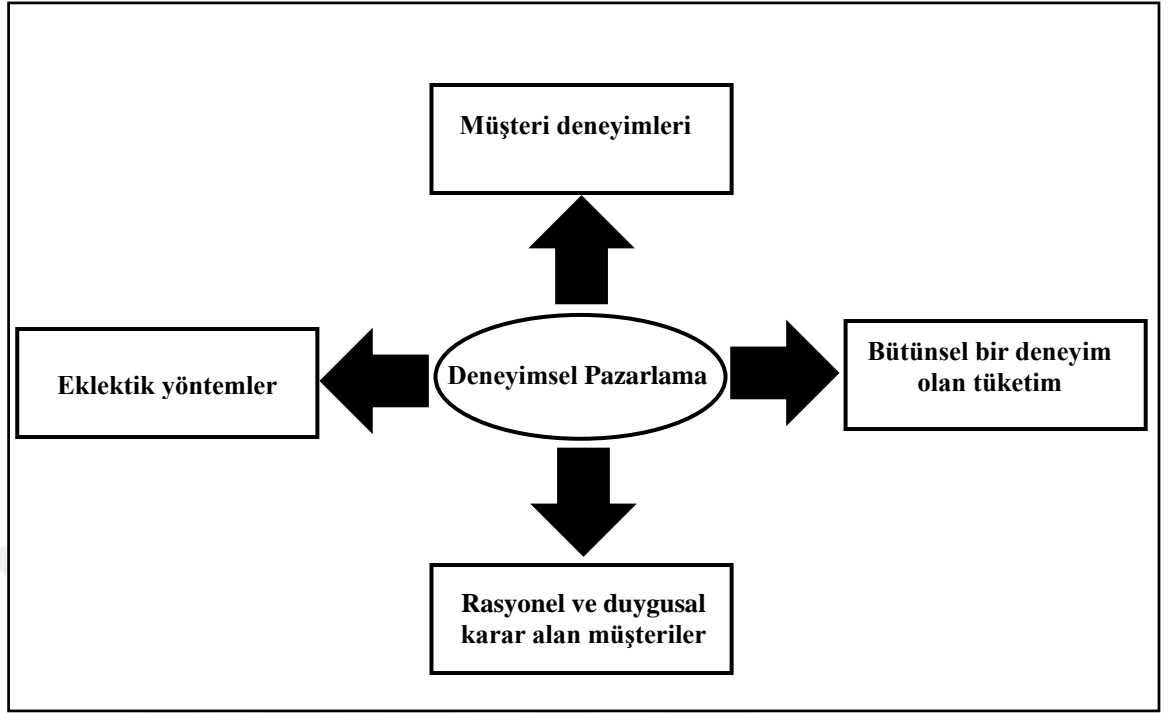 Müşteri deneyimleri
Eklektik yöntemler
Deneyimsel Pazarlama
Bütünsel bir deneyim
olan tüketim
Rasyonel ve duygusal
karar alan müşteriler